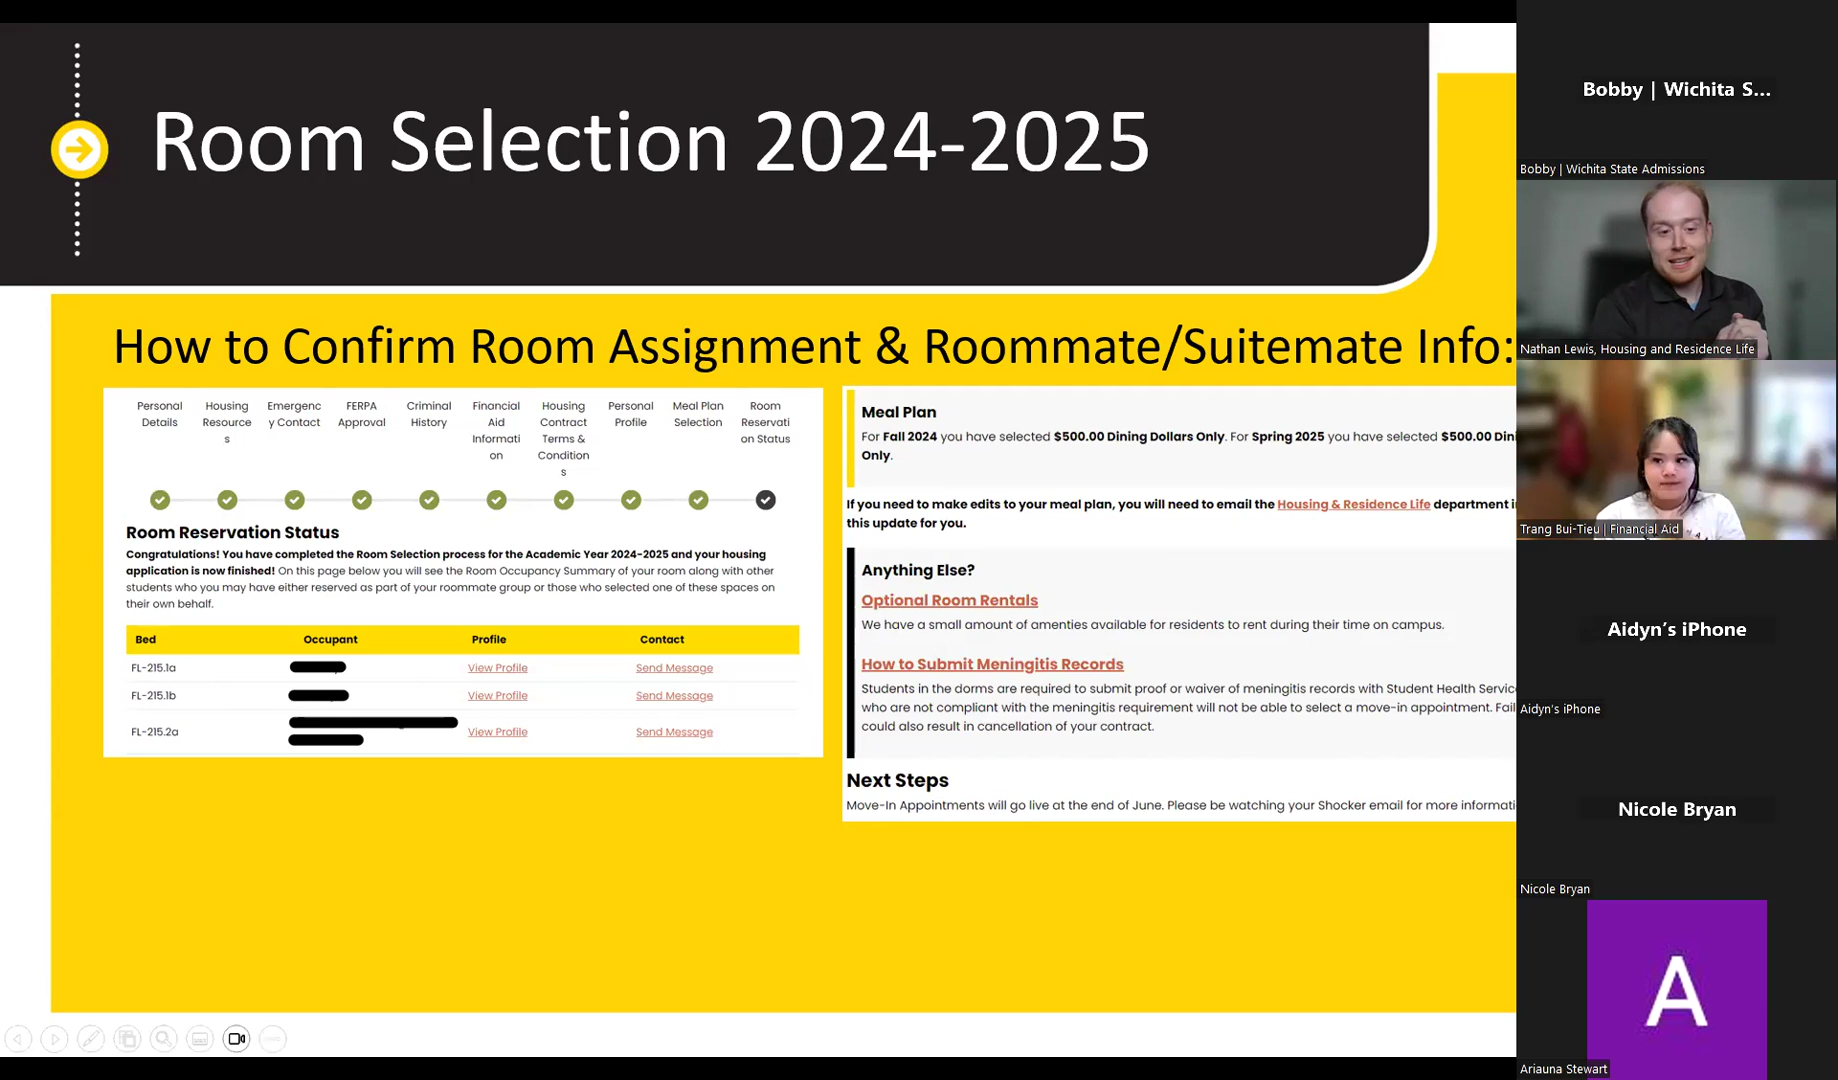 Room Selection 2024-2025
How to Confirm Room Assignment & Roommate/Suitemate Info:
Personal
Details
Housing
Resource
s
Emergenc
y Contact
FERPA
Approval
Criminal
History
Financial
Aid
Informati
on
Housing
Contract
Terms &
Condition
s
Personal
Profile
Meal Plan
Selection
Room
Reservati
on Status
Room Reservation Status
Congratulations! You have completed the Room Selection process for the Academic Year 2024-2025 and your housing
application is now finished! On this page below you will see the Room Occupancy Summary of your room along with other
students who you may have either reserved as part of your roommate group or those who selected one of these spaces on
their own behalf.
Bed Occupant Profile Contact
FL-215.1a View Profile Send Message
FL-215.1b View Profile Send Message
FL-215.2a View Profile Send Message
Meal Plan
For Fall 2024 you have selected $500.00 Dining Dollars Only. For Spring 2025 you have selected $500.00 Dini
Only.
If you need to make edits to your meal plan, you will need to email the Housing & Residence Life department i
this update for you.
Anything Else?
Optional Room Rentals
We have a small amount of amenties available for residents to rent during their time on campus.
How to Submit Meningitis Records
Students in the dorms are required to submit proof or waiver of meningitis records with Student Health Servic
who are not compliant with the meningitis requirement will not be able to select a move-in appointment. Fail
could also result in cancellation of your contract.
Next Steps
Move-In Appointments will go live at the end of June. Please be watching your Shocker email for more informati
Bobby | Wichita S...
Bobby | Wichita State Admissions
Nathan Lewis, Housing and Residence Life
Trang Bui-Tieu | Financial Aid
Aidyn's iPhone
Aidyn's iPhone
Nicole Bryan
Nicole Bryan
A
Ariauna Stewart